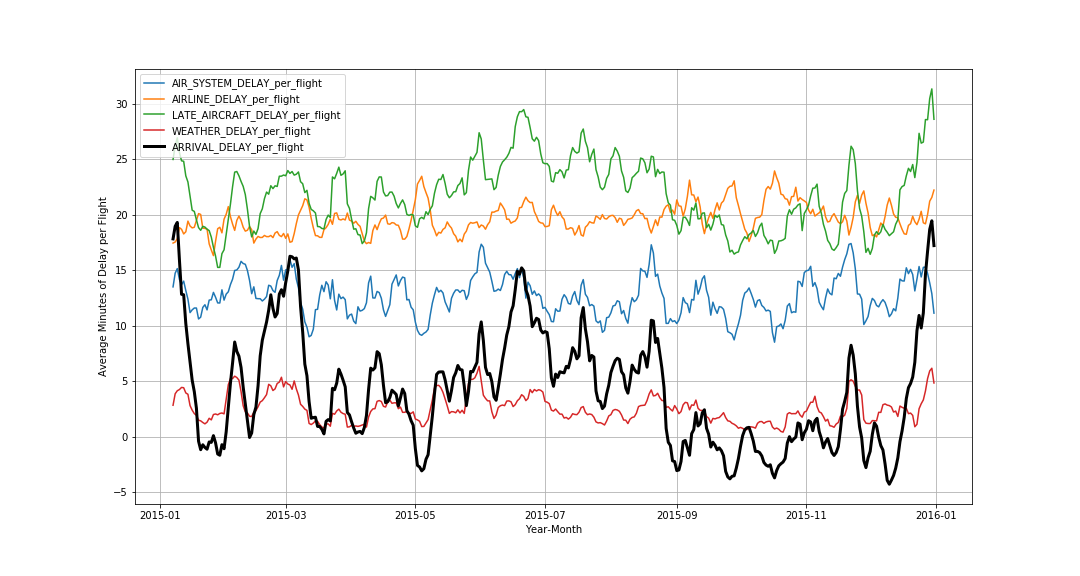 AIR_SYSTEM_DELAY_per_flight
AIRLINE_DELAY_per_flight
LATE_AIRCRAFT_DELAY_per_flight
WEATHER_DELAY_per_flight
ARRIVAL_DELAY_per_flight
Average Minutes of Delay per Flight
30
25
20
15
10
5
0
−5
2015-01 2015-03 2015-05 2015-07 2015-09 2015-11 2016-01
Year-Month